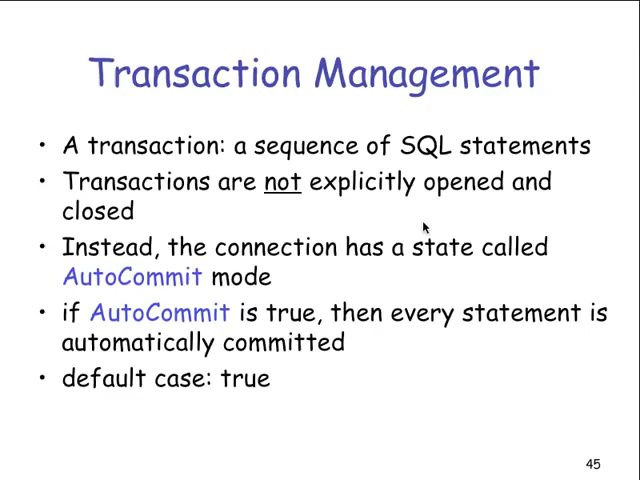 Transaction Management
• A transaction: a sequence of SQL statements
• Transactions are not explicitly opened and
closed
• Instead, the connection has a state called
AutoCommit mode
• if AutoCommit is true, then every statement is
automatically committed
• default case: true
45